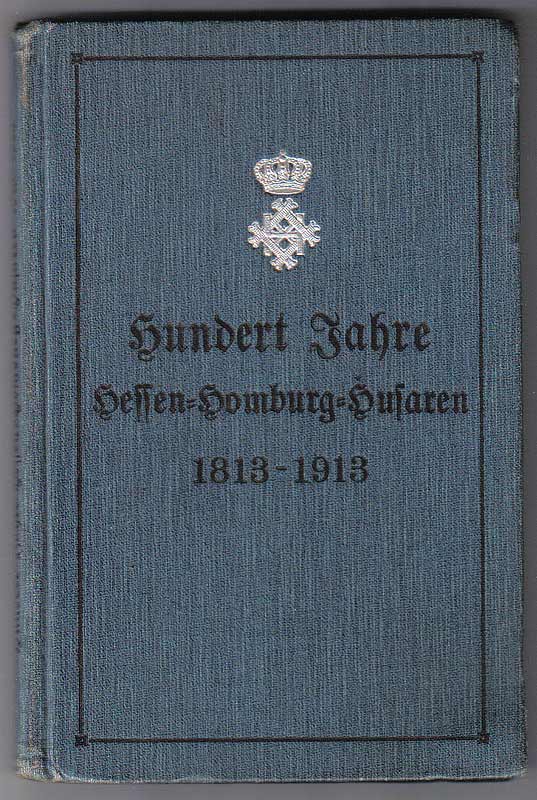 Hundert Jahre
Hessen=Homburg=Husaren
1813-1913